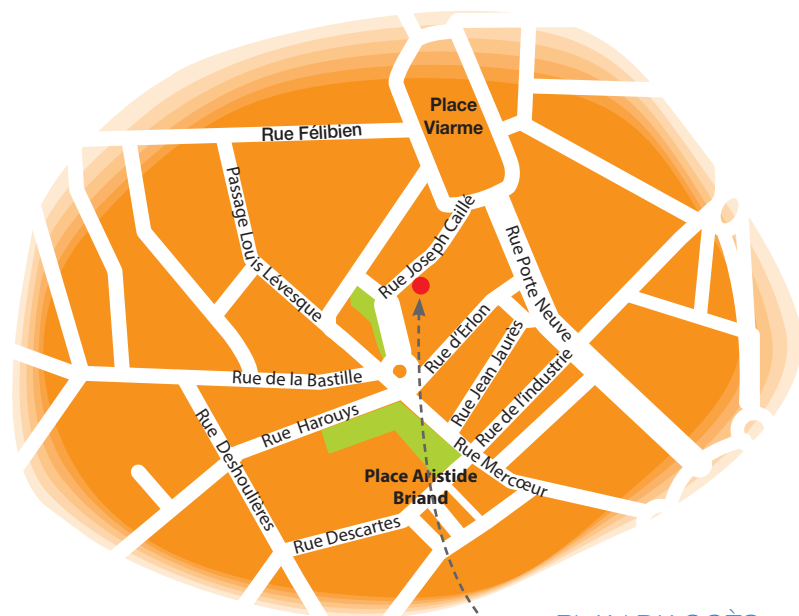 Place
Viarme
Rue Félibien
Passage Louis Lévesque
Rue Joseph Caillé
Rue Porte Neuve
Rue d'Erlon
Rue Jean Jaurès
Rue de l'industrie
Rue de la Bastille
Rue Harouys
Rue Deshoulières
Rue Mercœur
Place Aristide
Briand
Rue Descartes